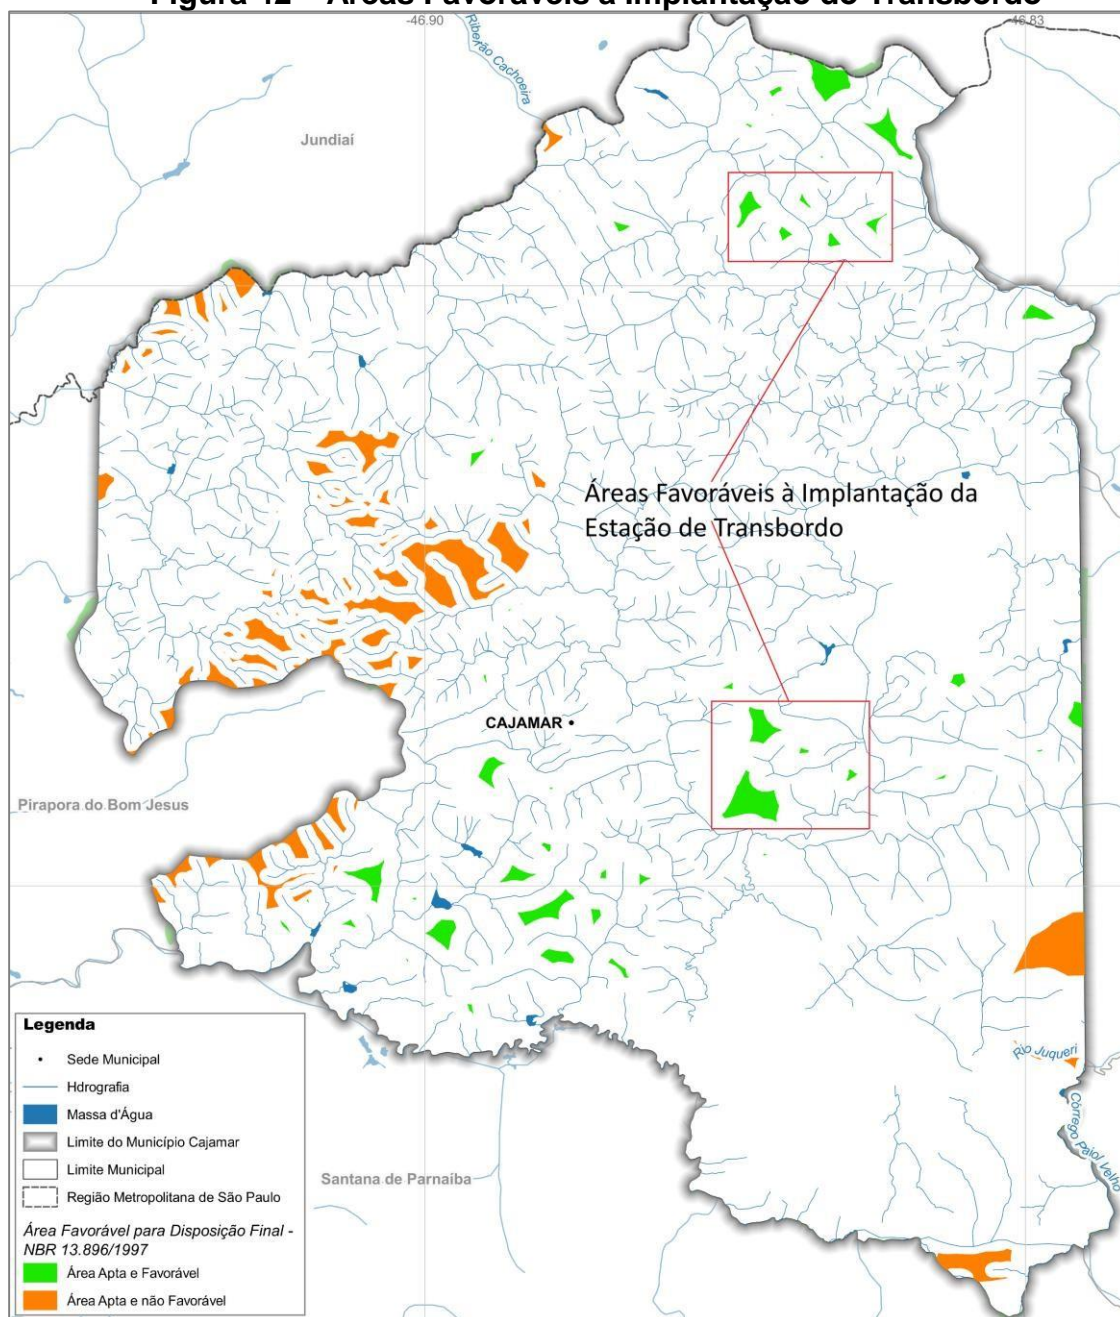 Figura 42 – Áreas Favoráveis à Implantação do Transbordo
-46.90
-46.83
Ribeirão Cachoeira
Jundiaí
Áreas Favoráveis à Implantação da
Estação de Transbordo
CAJAMAR
Pirapora do Bom Jesus
Rio Juqueri
Córrego Paiol Velho
Santana de Parnaíba
Legenda
Sede Municipal
Hdrografia
Massa d'Água
Limite do Município Cajamar
Limite Municipal
Região Metropolitana de São Paulo
Área Favorável para Disposição Final -
NBR 13.896/1997
Área Apta e Favorável
Área Apta e não Favorável